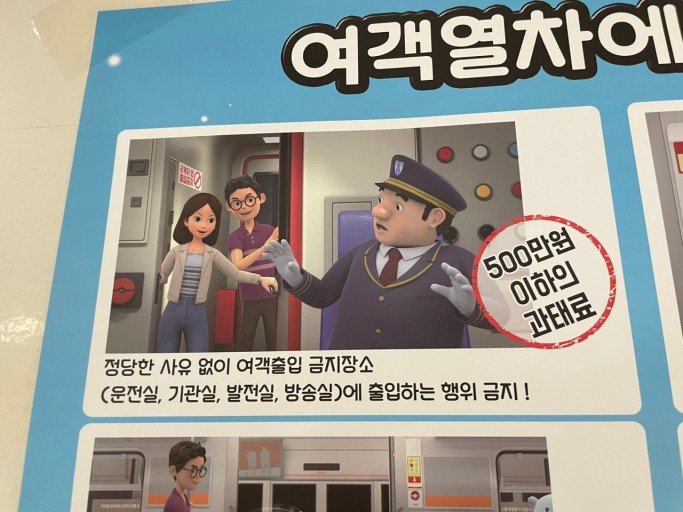 여객열차에
500만원
이하의
과태료
정당한 사유 없이 여객출입 금지장소
(운전실, 기관실, 발전실, 방송실)에 출입하는 행위 금지 !